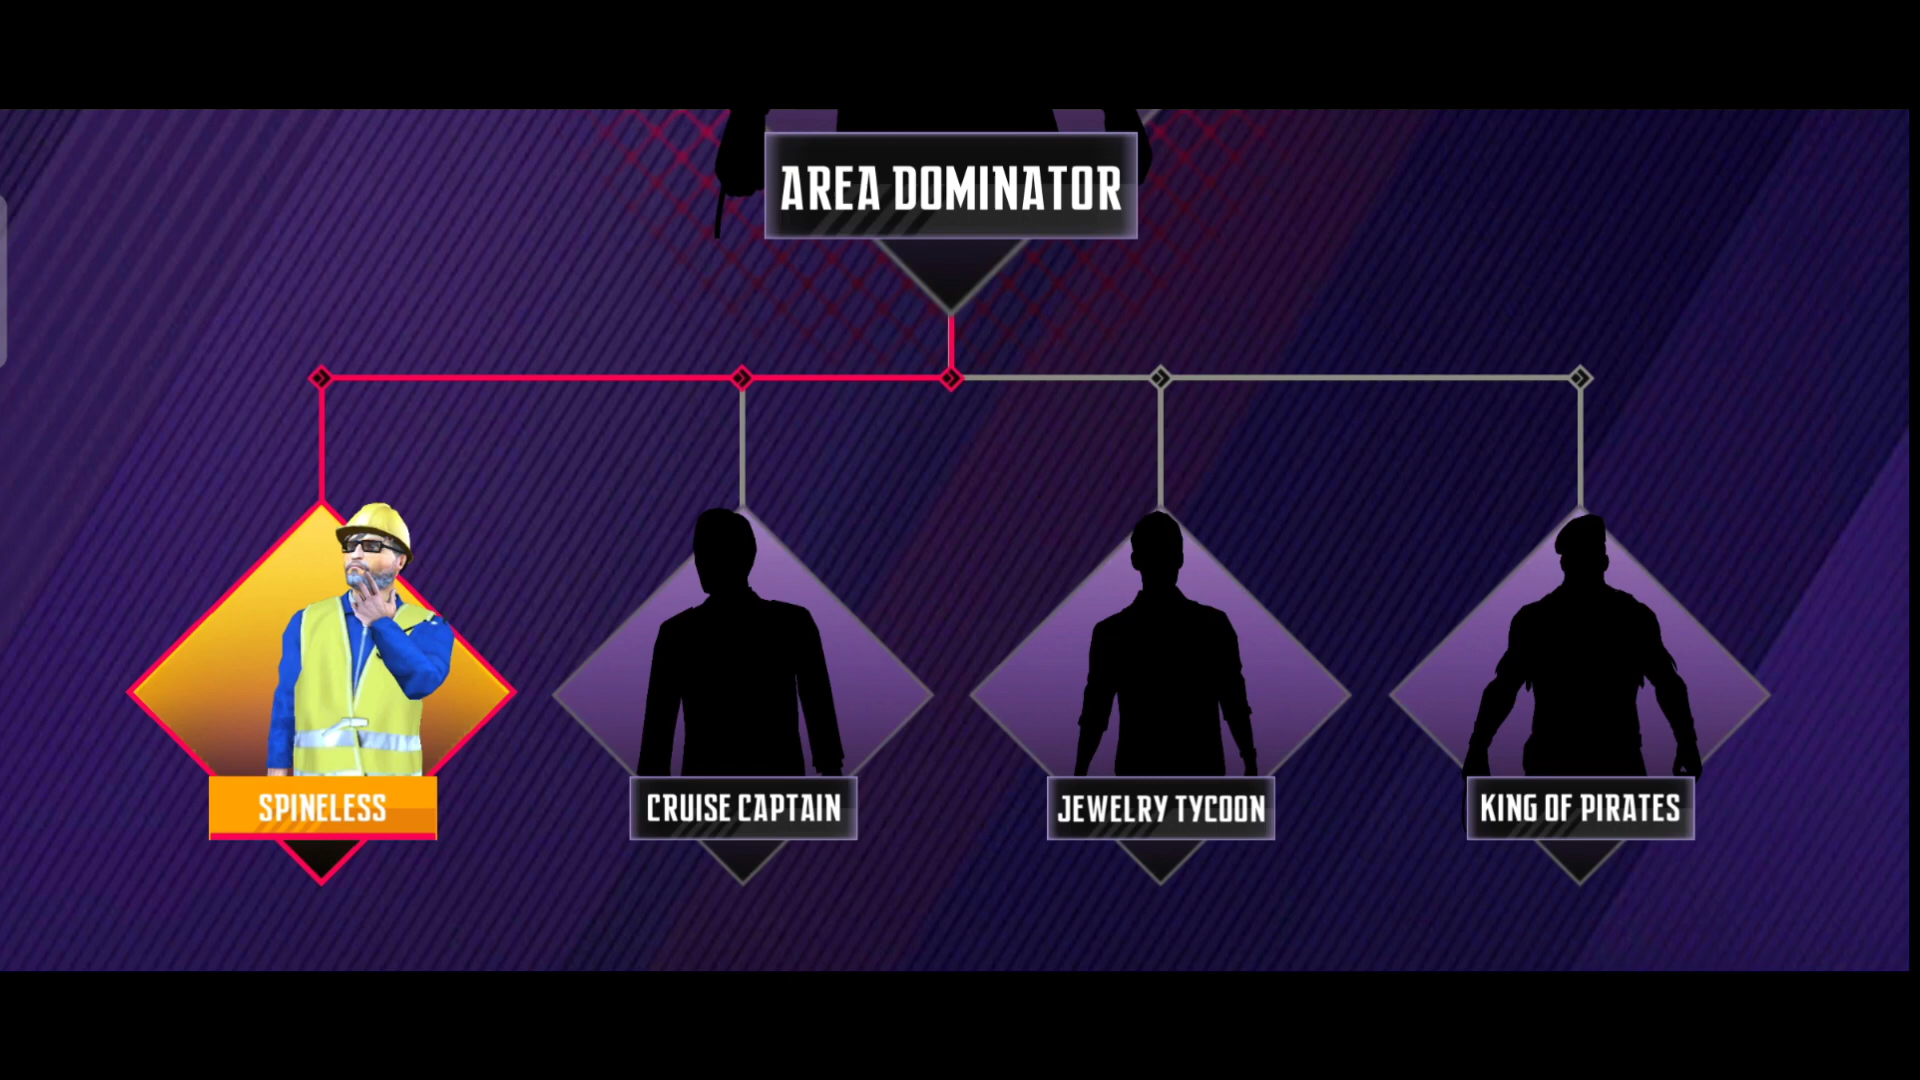 AREA DOMINATOR
SPINELESS
CRUISE CAPTAIN
JEWELRY TYCOON
KING OF PIRATES